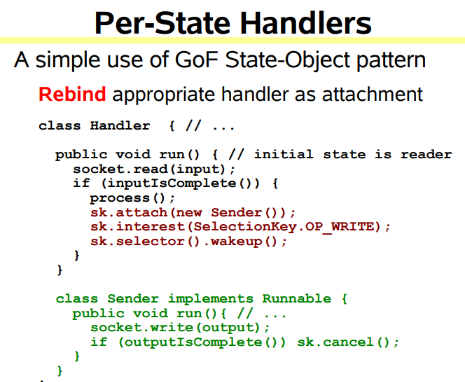 Per-State Handlers
A simple use of GoF State-Object pattern
Rebind appropriate handler as attachment
class Handler { // ...
public void run() { // initial state is reader
socket.read(input);
if (inputIsComplete()) {
process();
sk.attach(new Sender());
sk.interest(SelectionKey.OP_WRITE);
sk.selector().wakeup();
}
}
class Sender implements Runnable {
public void run(){ // ...
socket.write(output);
if (outputIsComplete()) sk.cancel();
}
}